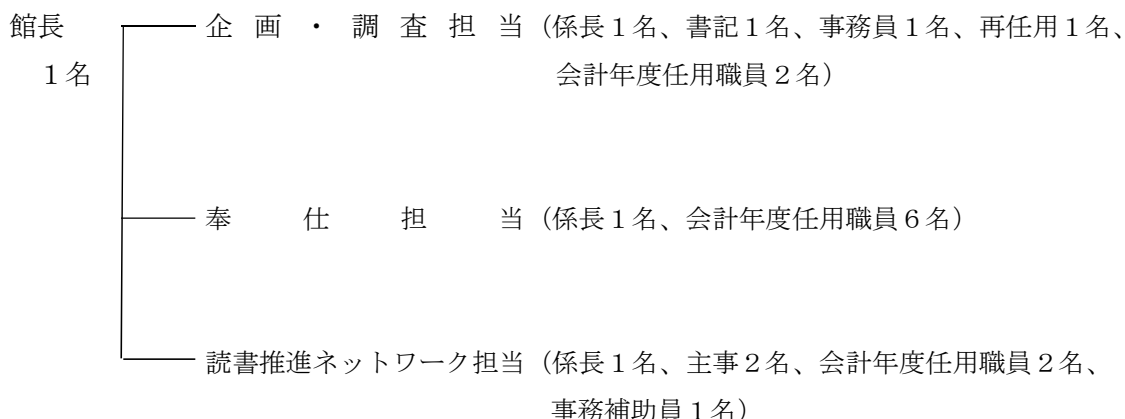 館長 企画・調査担当(係長1名、書記1名、事務員1名、再任用1名、
1名 会計年度任用職員2名)
奉仕担当(係長1名、会計年度任用職員6名)
読書推進ネットワーク担当(係長1名、主事2名、会計年度任用職員2名、
事務補助員1名)